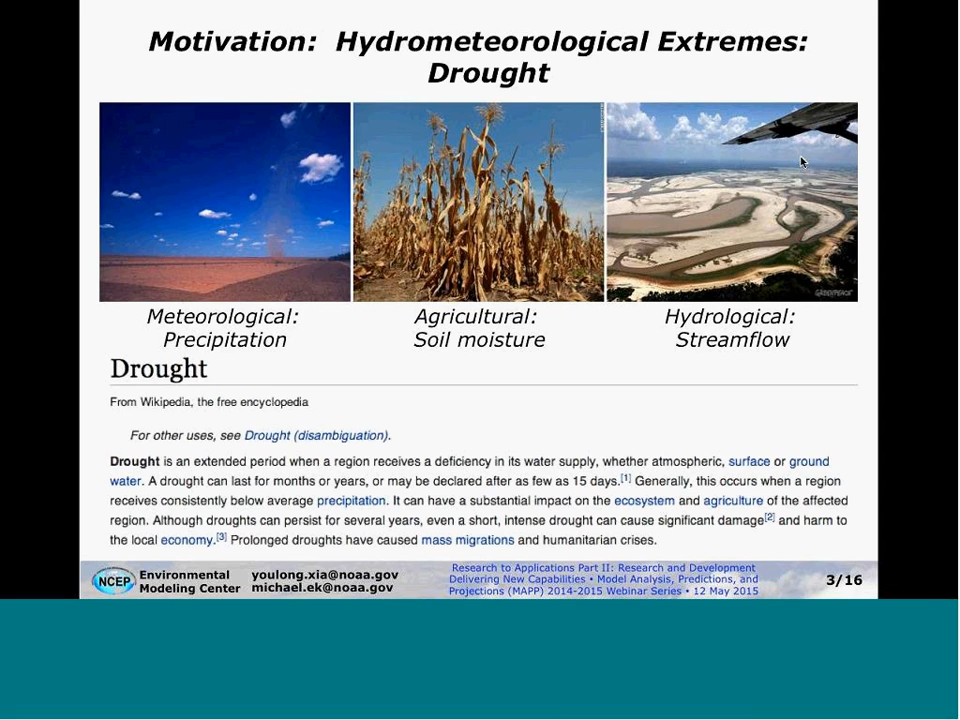 Motivation: Hydrometeorological Extremes:
Drought
GREENPEACE
Meteorological:
Precipitation
Agricultural:
Soil moisture
Hydrological:
Streamflow
Drought
From Wikipedia, the free encyclopedia
For other uses, see Drought (disambiguation).
Drought is an extended period when a region receives a deficiency in its water supply, whether atmospheric, surface or ground
water. A drought can last for months or years, or may be declared after as few as 15 days.[1] Generally, this occurs when a region
receives consistently below average precipitation. It can have a substantial impact on the ecosystem and agriculture of the affected
region. Although droughts can persist for several years, even a short, intense drought can cause significant damage[2] and harm to
the local economy.[3] Prolonged droughts have caused mass migrations and humanitarian crises.
NCEP
Environmental
Modeling Center
youlong.xia@noaa.gov
michael.ek@noaa.gov
Research to Applications Part II: Research and Development
Delivering New Capabilities • Model Analysis, Predictions, and
Projections (MAPP) 2014-2015 Webinar Series • 12 May 2015
3/16